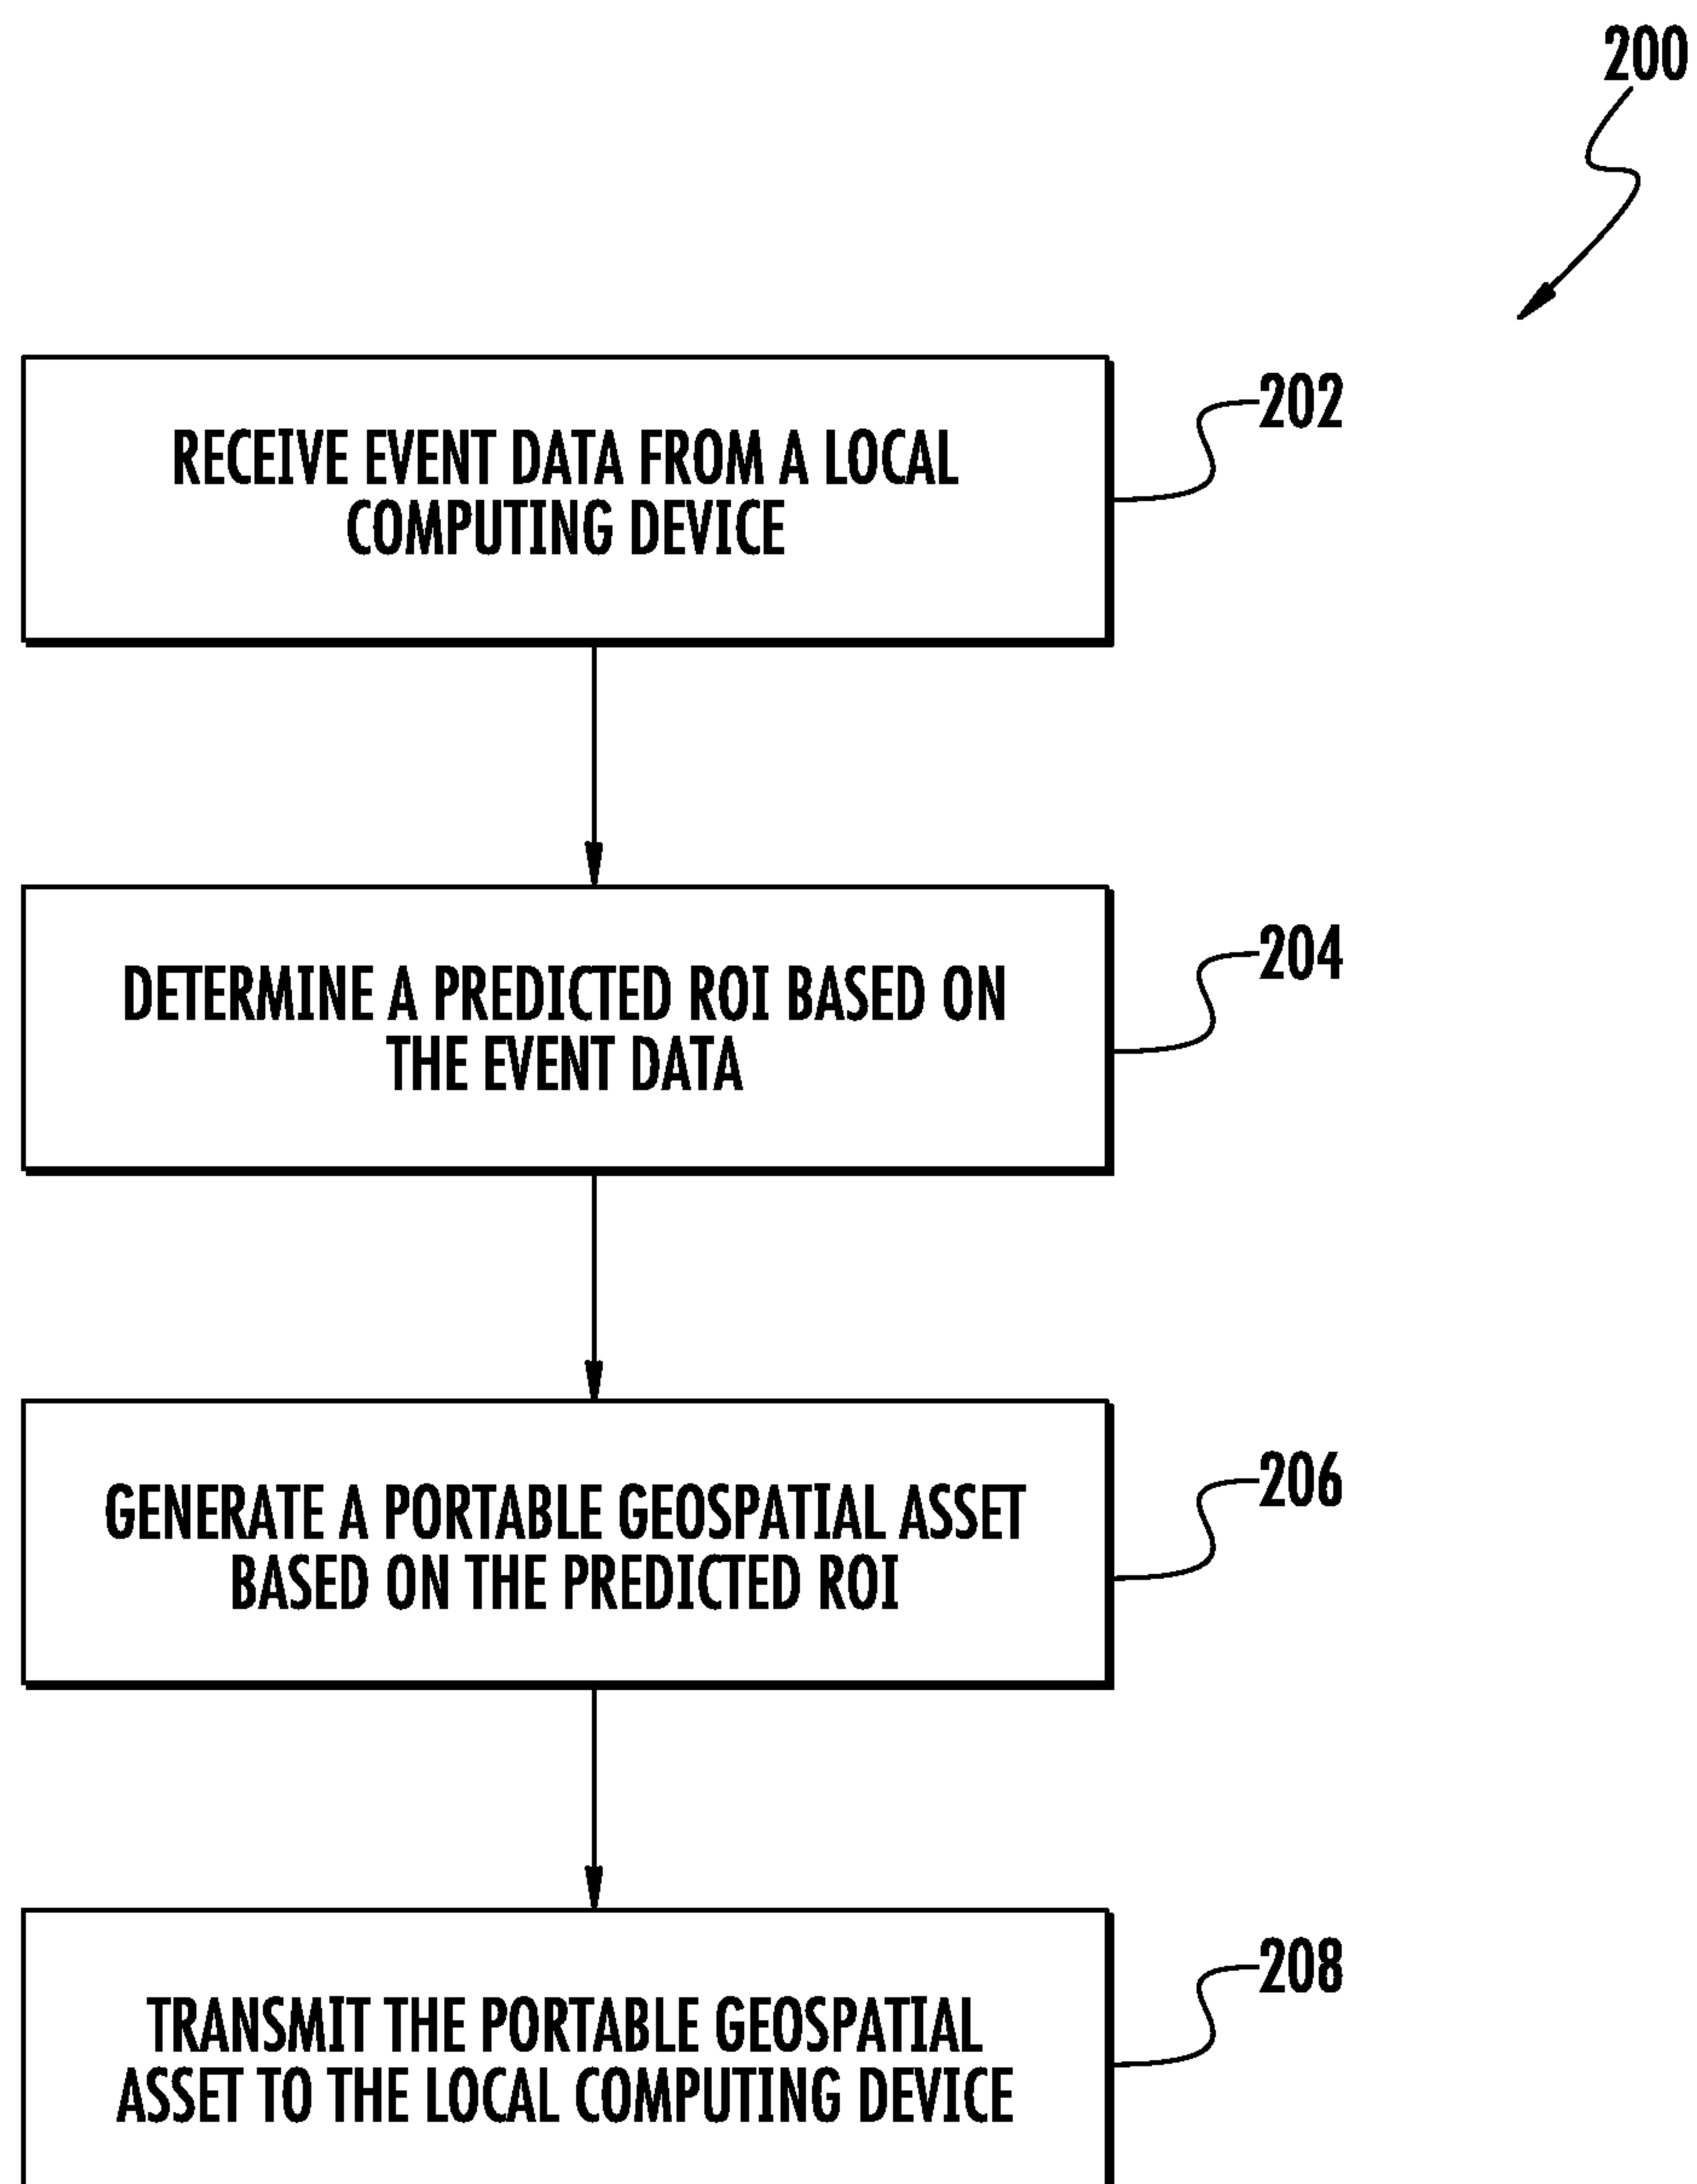 200
RECEIVE EVENT DATA FROM A LOCAL
COMPUTING DEVICE
202
DETERMINE A PREDICTED ROI BASED ON
THE EVENT DATA
204
GENERATE A PORTABLE GEOSPATIAL ASSET
BASED ON THE PREDICTED ROI
206
TRANSMIT THE PORTABLE GEOSPATIAL
ASSET TO THE LOCAL COMPUTING DEVICE
208